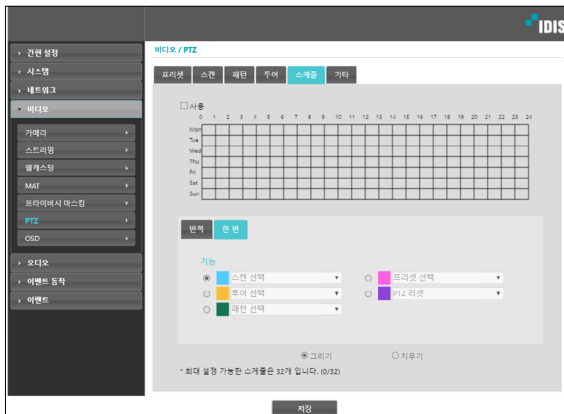 IDIS
간편 설정
시스템
네트워크
비디오
카메라
스트리밍
웹캐스팅
MAT
프라이버시 마스킹
PTZ
OSD
오디오
이벤트 동작
이벤트
비디오 / PTZ
프리셋 스캔 패턴 투어 스케줄 기타
사용
0 1 2 3 4 5 6 7 8 9 10 11 12 13 14 15 16 17 18 19 20 21 22 23 24
Mon
Tue
Wed
Thu
Fri
Sat
Sun
반복 한 번
기능
스캔 선택 프리셋 선택
투어 선택 PTZ 리셋
패턴 선택
그리기 지우기
* 최대 설정 가능한 스케줄은 32개 입니다. (0/32)
저장